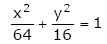 x²/64 + y²/16 = 1